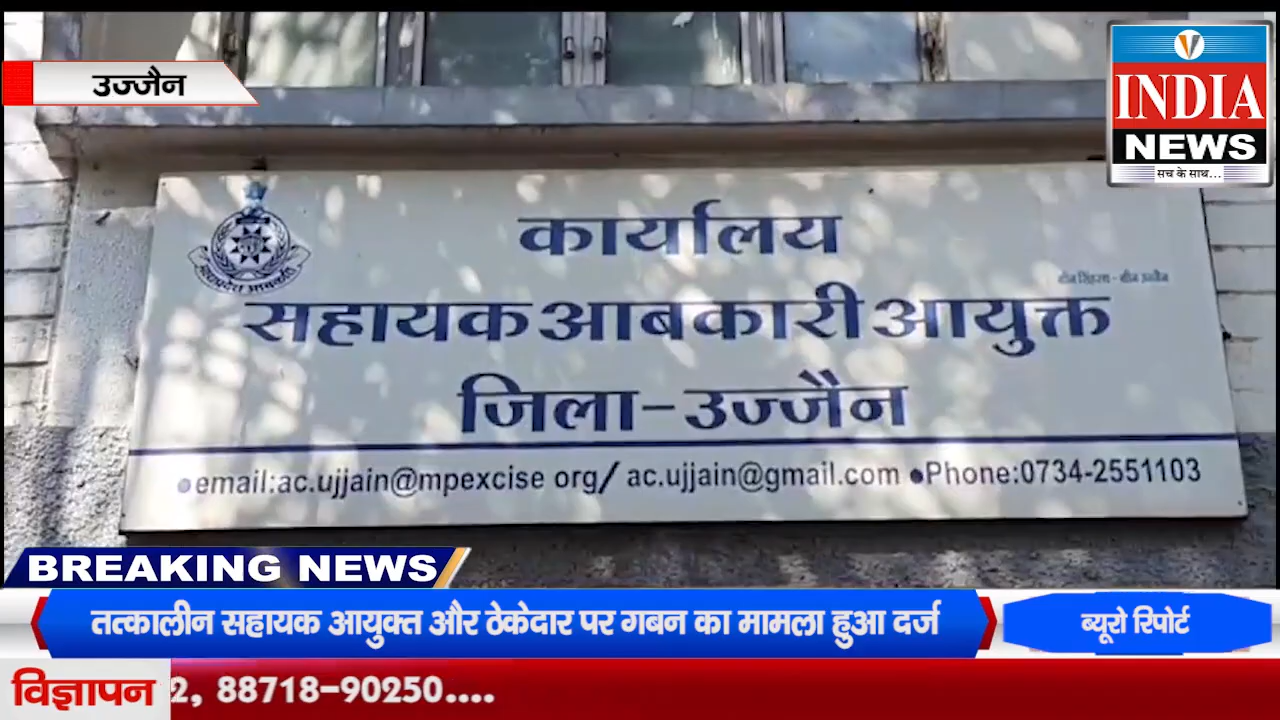 उज्जैन
INDIA
NEWS
सच के साथ...
कार्यालय
सहायक आबकारी आयुक्त
जिला-उज्जैन
●email:ac.ujjain@mpexcise org/ ac.ujjain@gmail.com ●Phone:0734-2551103
BREAKING NEWS
तत्कालीन सहायक आयुक्त और ठेकेदार पर गबन का मामला हुआ दर्ज
ब्यूरो रिपोर्ट
विज्ञापन 2, 88718-90250....